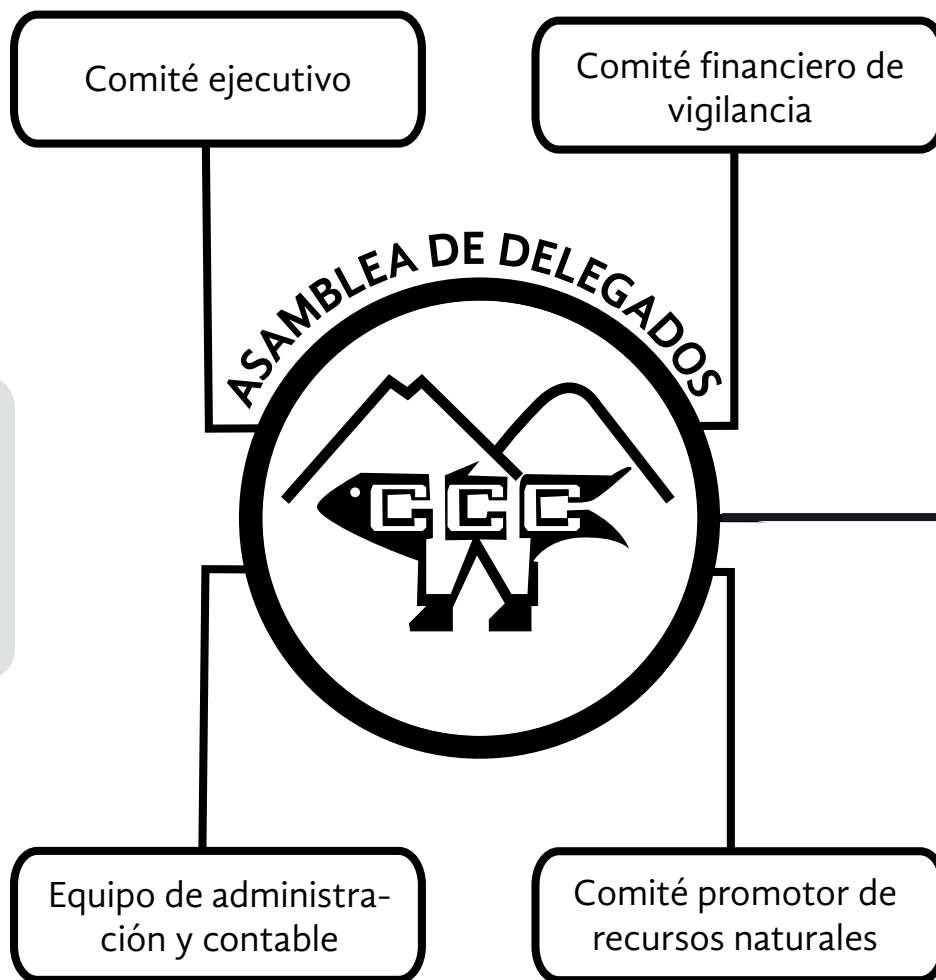 Comité ejecutivo
Comité financiero de
vigilancia
ASAMBLEA DE DELEGADOS
CCC
Equipo de administra-
ción y contable
Comité promotor de
recursos naturales